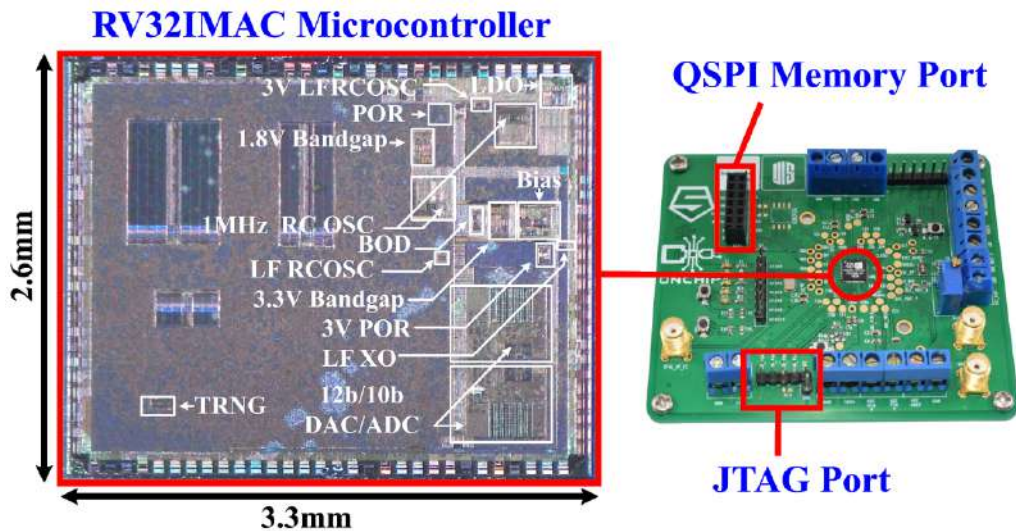 RV32IMAC Microcontroller
QSPI Memory Port
3V LFRCOSC
LDO
POR
1.8V Bandgap
Bias
1MHz RC OSC
BOD
LF RCOSC
3.3V Bandgap
3V POR
LF XO
12b/10b
DAC/ADC
TRNG
2.6mm
3.3mm
ONCHIP
JTAG Port